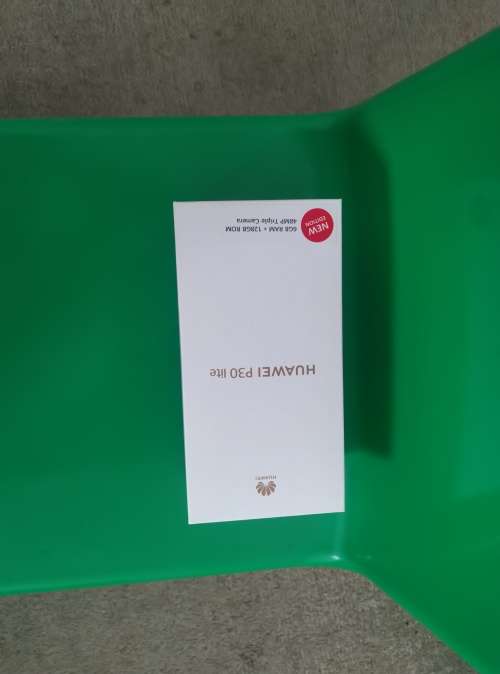 HUAWEI
HUAWEI P30 lite
6GB RAM + 128GB ROM
48MP Triple Camera
NEW
EDITION